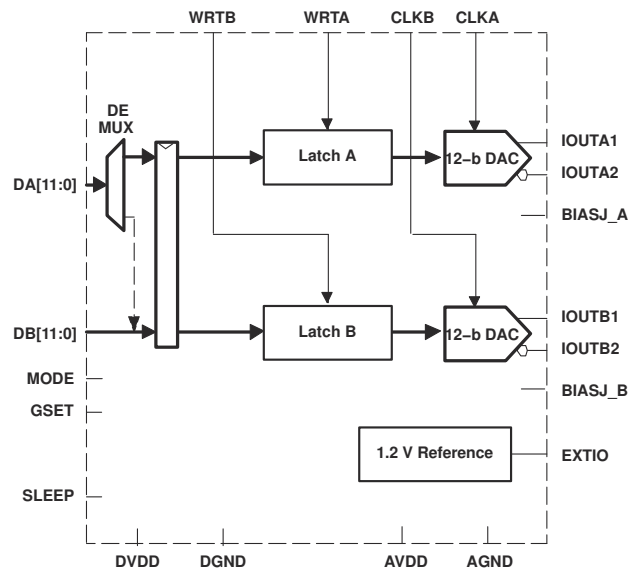 WRTB WRTA CLKB CLKA
DE
MUX
IOUTA1
Latch A
12–b DAC
IOUTA2
DA[11:0]
BIASJ_A
IOUTB1
DB[11:0]
Latch B
12–b DAC
IOUTB2
MODE
BIASJ_B
GSET
1.2 V Reference
EXTIO
SLEEP
DVDD DGND AVDD AGND